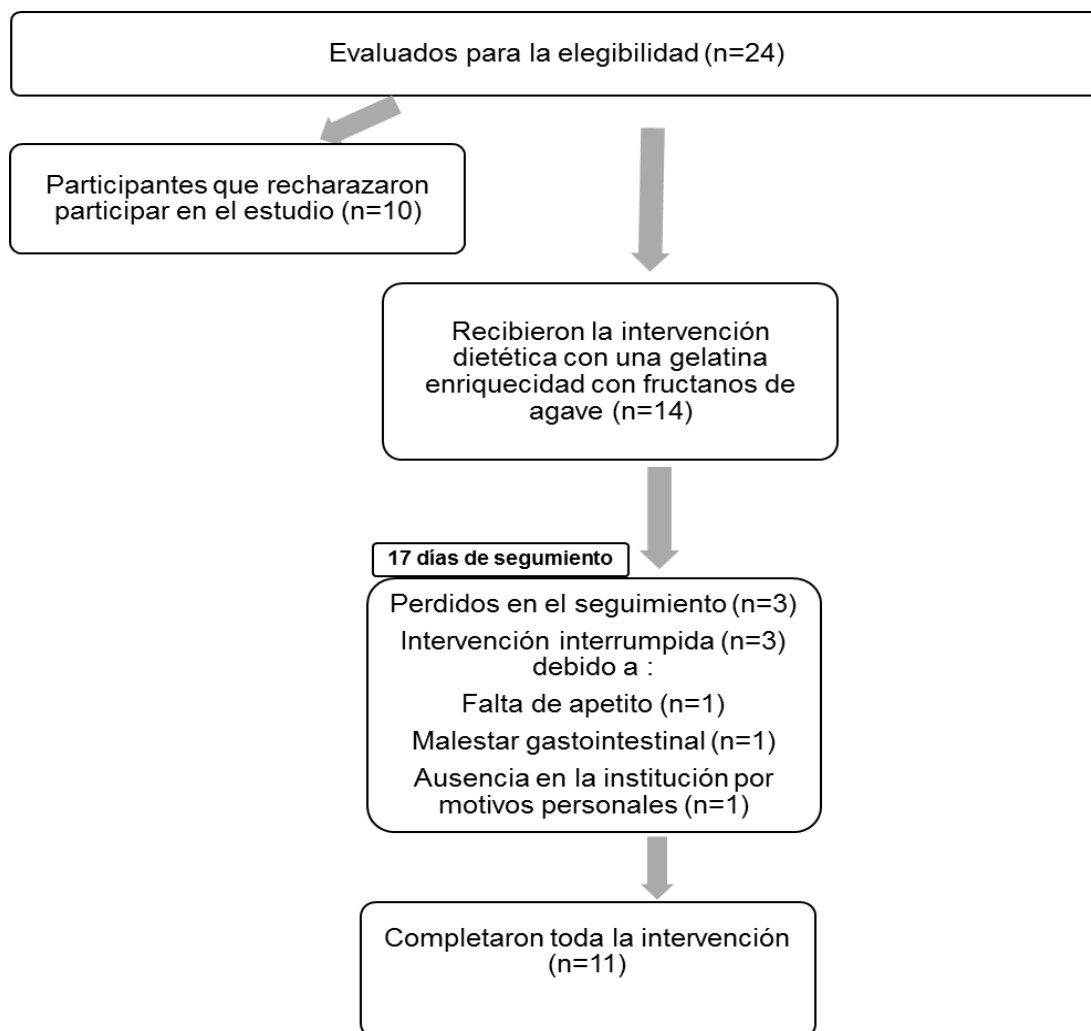 Evaluados para la elegibilidad (n=24)
Participantes que recharazaron
participar en el estudio (n=10)
Recibieron la intervención
dietética con una gelatina
enriquecidad con fructanos de
agave (n=14)
17 días de segumiento
Perdidos en el seguimiento (n=3)
Intervención interrumpida (n=3)
debido a :
Falta de apetito (n=1)
Malestar gastointestinal (n=1)
Ausencia en la institución por
motivos personales (n=1)
Completaron toda la intervención
(n=11)